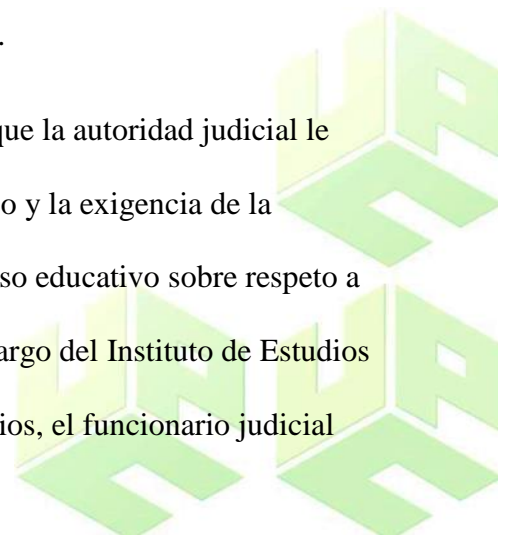 .
que la autoridad judicial le
o y la exigencia de la
so educativo sobre respeto a
argo del Instituto de Estudios
ios, el funcionario judicial